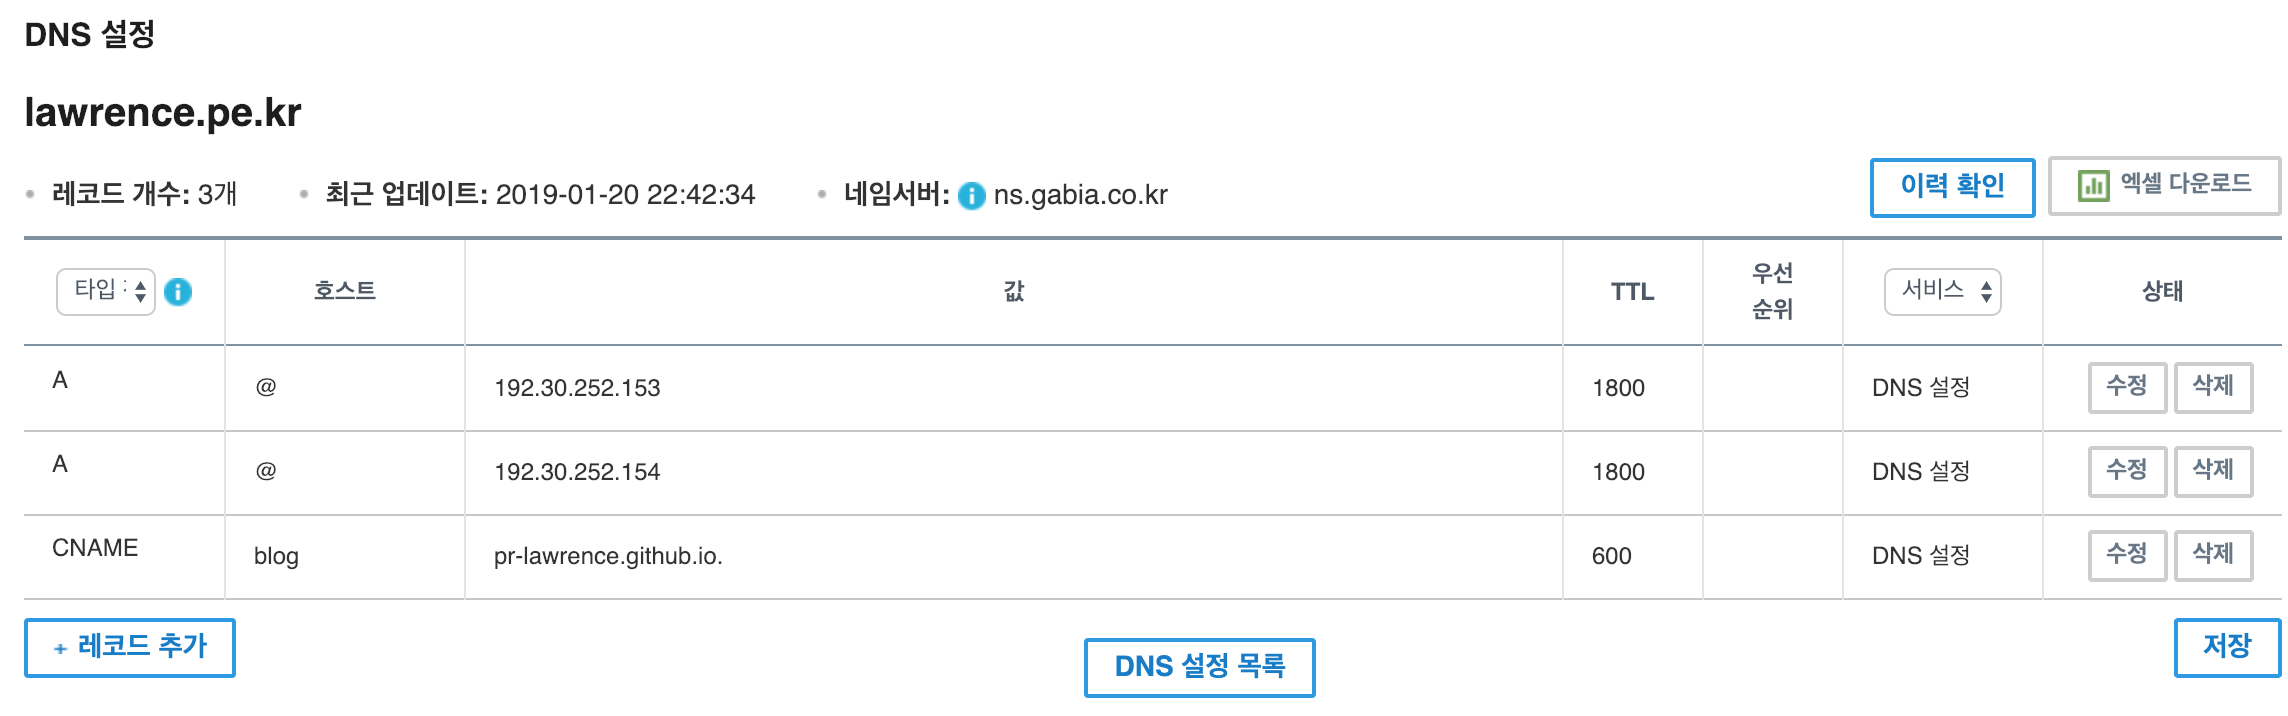 DNS 설정
lawrence.pe.kr
레코드 개수: 3개 최근 업데이트: 2019-01-20 22:42:34 네임서버: ns.gabia.co.kr 이력 확인 엑셀 다운로드
타입 호스트 값 TTL 우선 순위 서비스 상태
A @ 192.30.252.153 1800 DNS 설정 수정 삭제
A @ 192.30.252.154 1800 DNS 설정 수정 삭제
CNAME blog pr-lawrence.github.io. 600 DNS 설정 수정 삭제
+ 레코드 추가 DNS 설정 목록 저장